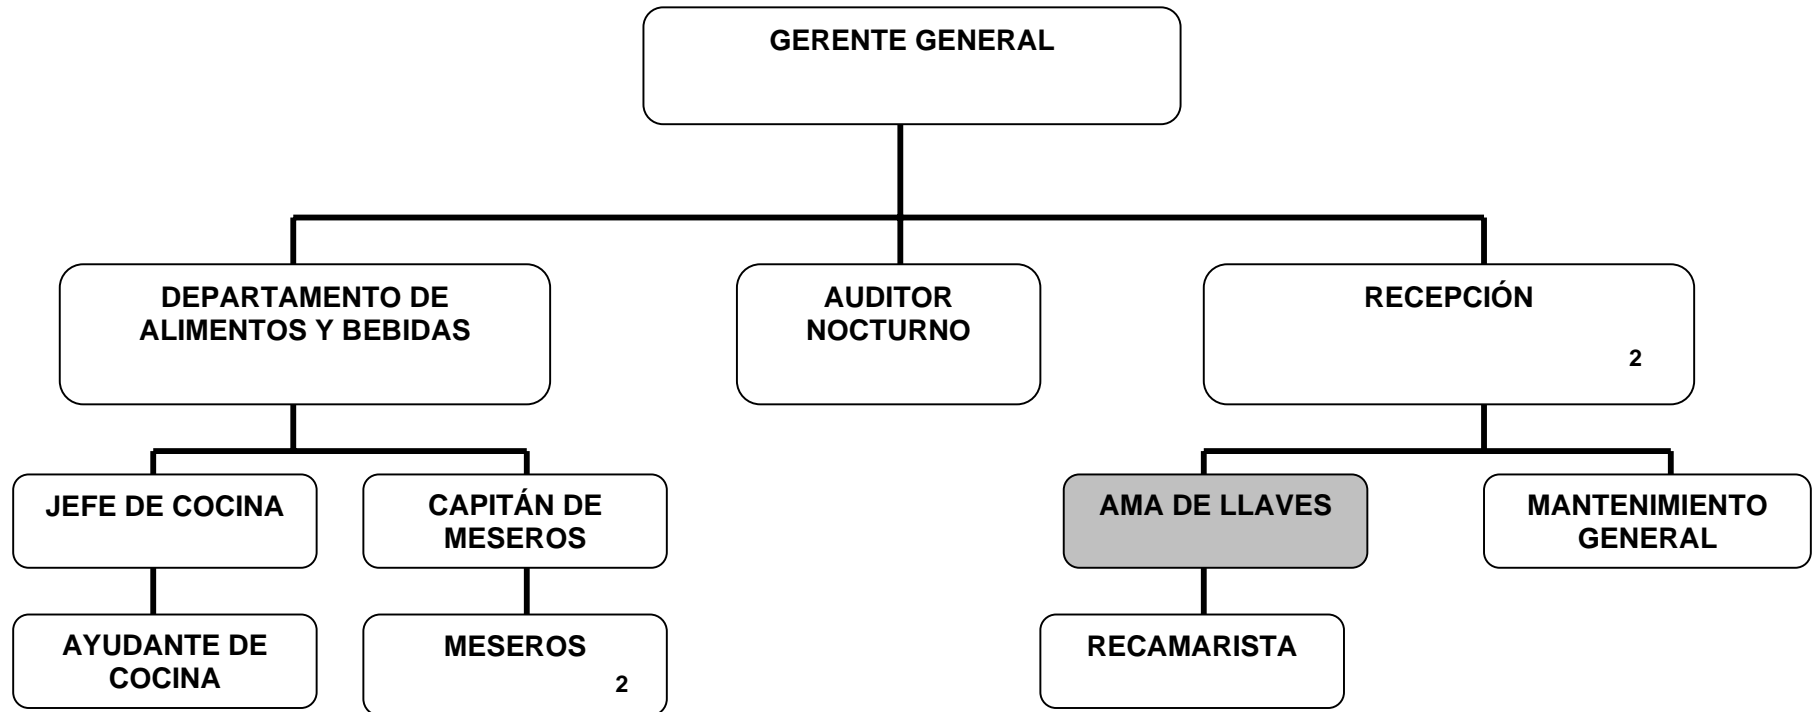 GERENTE GENERAL
DEPARTAMENTO DE
ALIMENTOS Y BEBIDAS
AUDITOR
NOCTURNO
RECEPCIÓN
2
JEFE DE COCINA
CAPITÁN DE
MESEROS
AMA DE LLAVES
MANTENIMIENTO
GENERAL
AYUDANTE DE
COCINA
MESEROS
2
RECAMARISTA